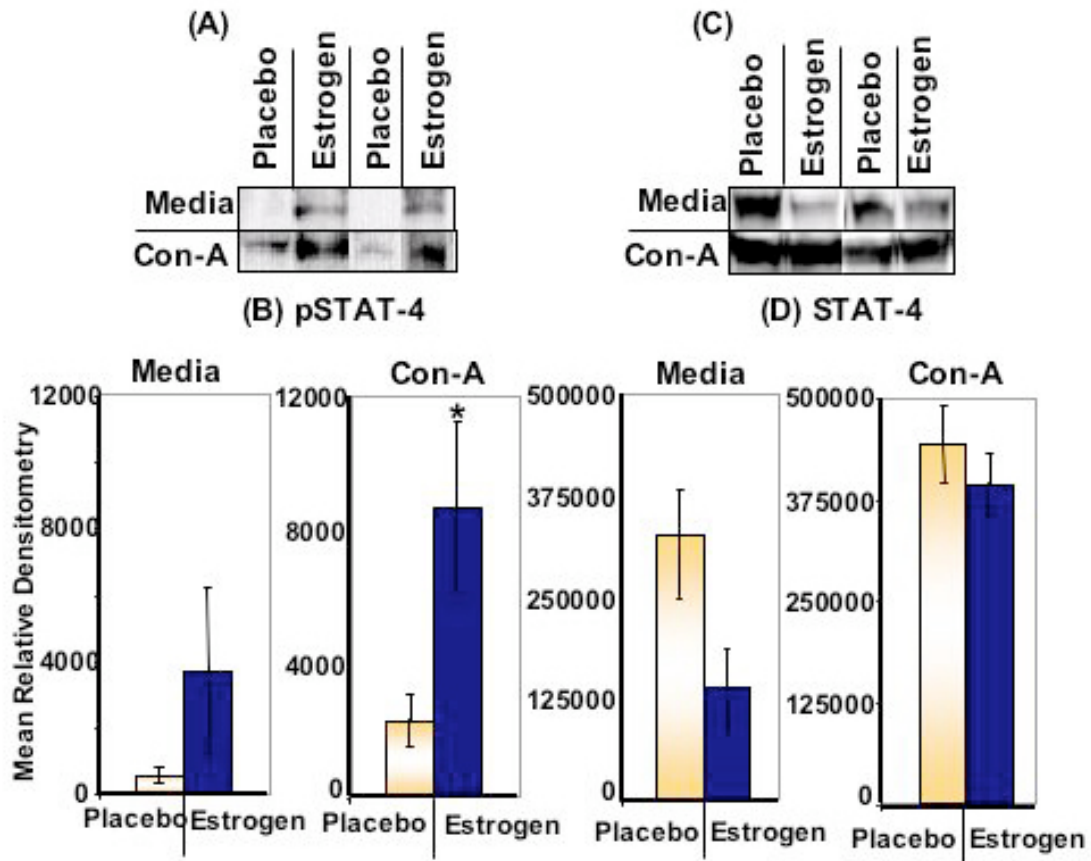 (A)
Placebo
Estrogen
Placebo
Estrogen
Media
Con-A
(B) pSTAT-4
(C)
Placebo
Estrogen
Placebo
Estrogen
Media
Con-A
(D) STAT-4
Mean Relative Densitometry
Media
12000
8000
4000
0
Placebo Estrogen
Con-A
12000
8000
4000
0
*
Placebo Estrogen
Media
500000
375000
250000
125000
0
Placebo Estrogen
Con-A
500000
375000
250000
125000
0
Placebo Estrogen